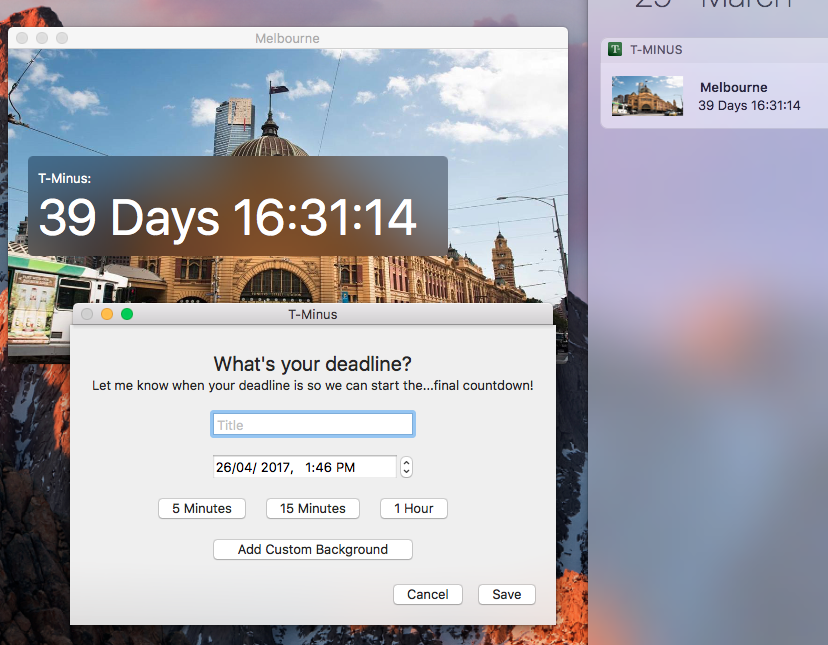 Melbourne
T-Minus:
39 Days 16:31:14
T-Minus
What's your deadline?
Let me know when your deadline is so we can start the...final countdown!
Title
26/04/ 2017, 1:46 PM
5 Minutes 15 Minutes 1 Hour
Add Custom Background
Cancel Save
March
T-MINUS
Melbourne
39 Days 16:31:14